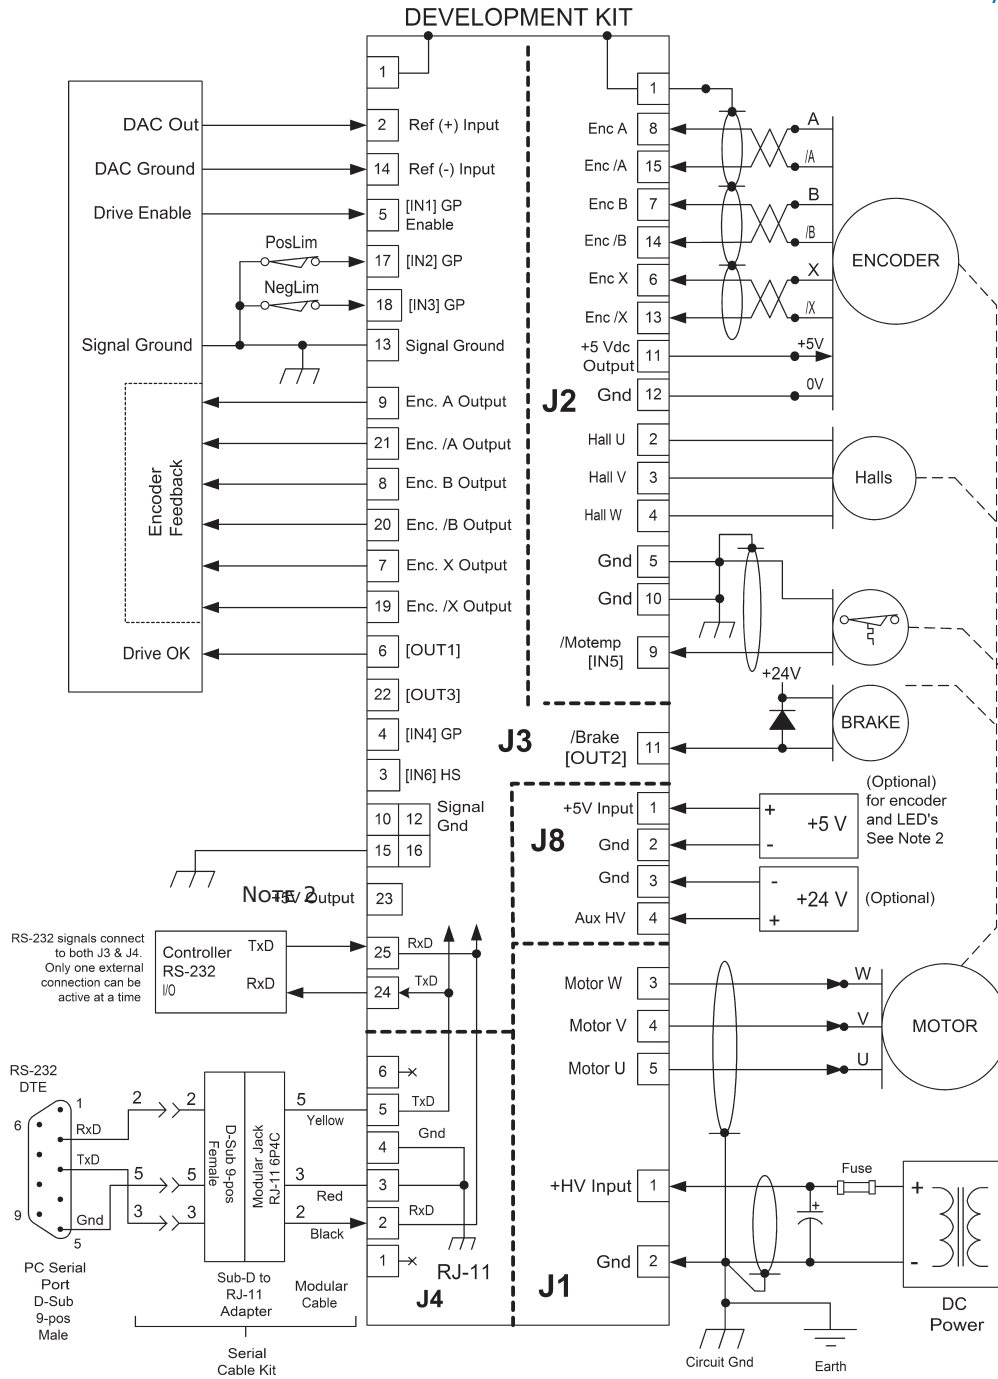 DEVELOPMENT KIT
1
DAC Out
2
Ref (+) Input
DAC Ground
14
Ref (-) Input
Drive Enable
5
[IN1] GP
Enable
PosLim
17
[IN2] GP
NegLim
18
[IN3] GP
Signal Ground
13
Signal Ground
Encoder
Feedback
9
Enc. A Output
21
Enc. /A Output
8
Enc. B Output
20
Enc. /B Output
7
Enc. X Output
19
Enc. /X Output
Drive OK
6
[OUT1]
22
[OUT3]
4
[IN4] GP
3
[IN6] HS
10
12
Signal
Gnd
15
16
NOTE 2
+5V Output
23
RS-232 signals connect
to both J3 & J4.
Only one external
connection can be
active at a time
Controller
RS-232
I/O
TxD
RxD
25
RxD
24
TxD
J3
J2
1
Enc A
8
A
Enc /A
15
/A
Enc B
7
B
Enc /B
14
/B
Enc X
6
X
Enc /X
13
/X
+5 Vdc
Output
11
+5V
Gnd
12
0V
ENCODER
Hall U
2
Hall V
3
Hall W
4
Halls
Gnd
5
Gnd
10
/Motemp
[IN5]
9
+24V
/Brake
[OUT2]
11
BRAKE
J8
+5V Input
1
Gnd
2
Gnd
3
Aux HV
4
+
-
+5 V
(Optional)
for encoder
and LED's
See Note 2
-
+
+24 V
(Optional)
Motor W
3
W
Motor V
4
V
Motor U
5
U
MOTOR
+HV Input
1
Fuse
+
+
-
Gnd
2
J1
DC
Power
Circuit Gnd
Earth
RS-232
DTE
6
1
RxD
TxD
Gnd
9
5
PC Serial
Port
D-Sub
9-pos
Male
2
2
5
5
3
3
D-Sub 9-pos
Female
Modular Jack
RJ-11 6P4C
5
Yellow
3
Red
2
Black
Sub-D to
RJ-11
Adapter
Modular
Cable
Serial
Cable Kit
6
5
TxD
4
Gnd
3
2
RxD
1
RJ-11
J4